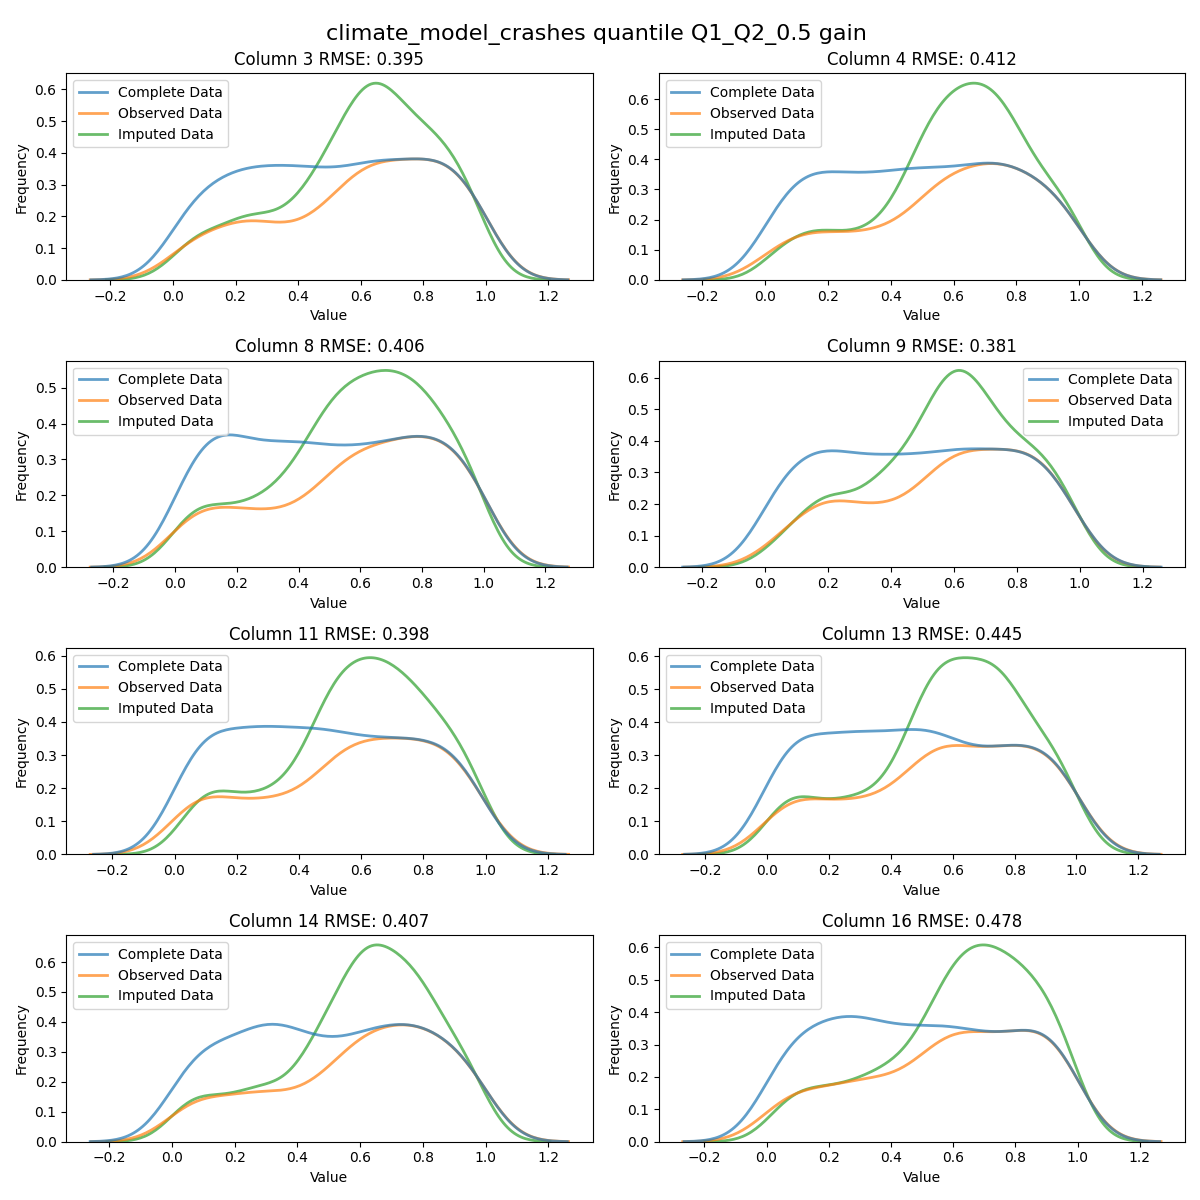 climate_model_crashes quantile Q1_Q2_0.5 gain
Column 3 RMSE: 0.395
Complete Data
Observed Data
Imputed Data
Frequency
0.6
0.5
0.4
0.3
0.2
0.1
0.0
−0.2 0.0 0.2 0.4 0.6 0.8 1.0 1.2
Value
Column 4 RMSE: 0.412
Complete Data
Observed Data
Imputed Data
Frequency
0.6
0.5
0.4
0.3
0.2
0.1
0.0
−0.2 0.0 0.2 0.4 0.6 0.8 1.0 1.2
Value
Column 8 RMSE: 0.406
Complete Data
Observed Data
Imputed Data
Frequency
0.5
0.4
0.3
0.2
0.1
0.0
−0.2 0.0 0.2 0.4 0.6 0.8 1.0 1.2
Value
Column 9 RMSE: 0.381
Complete Data
Observed Data
Imputed Data
Frequency
0.6
0.5
0.4
0.3
0.2
0.1
0.0
−0.2 0.0 0.2 0.4 0.6 0.8 1.0 1.2
Value
Column 11 RMSE: 0.398
Complete Data
Observed Data
Imputed Data
Frequency
0.6
0.5
0.4
0.3
0.2
0.1
0.0
−0.2 0.0 0.2 0.4 0.6 0.8 1.0 1.2
Value
Column 13 RMSE: 0.445
Complete Data
Observed Data
Imputed Data
Frequency
0.6
0.5
0.4
0.3
0.2
0.1
0.0
−0.2 0.0 0.2 0.4 0.6 0.8 1.0 1.2
Value
Column 14 RMSE: 0.407
Complete Data
Observed Data
Imputed Data
Frequency
0.6
0.5
0.4
0.3
0.2
0.1
0.0
−0.2 0.0 0.2 0.4 0.6 0.8 1.0 1.2
Value
Column 16 RMSE: 0.478
Complete Data
Observed Data
Imputed Data
Frequency
0.6
0.5
0.4
0.3
0.2
0.1
0.0
−0.2 0.0 0.2 0.4 0.6 0.8 1.0 1.2
Value